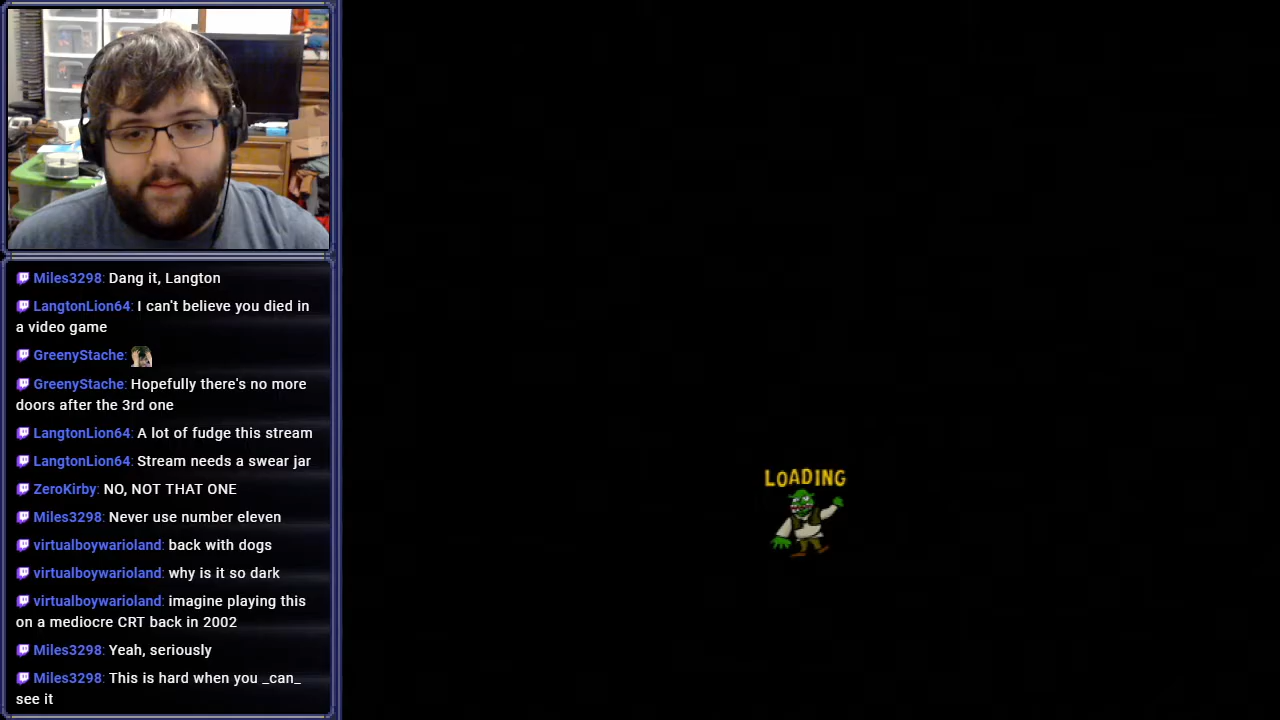 Miles3298: Dang it, Langton
LangtonLion64: I can't believe you died in
a video game
GreenyStache:
GreenyStache: Hopefully there's no more
doors after the 3rd one
LangtonLion64: A lot of fudge this stream
LangtonLion64: Stream needs a swear jar
ZeroKirby: NO, NOT THAT ONE
Miles3298: Never use number eleven
virtualboywarioland: back with dogs
virtualboywarioland: why is it so dark
virtualboywarioland: imagine playing this
on a mediocre CRT back in 2002
Miles3298: Yeah, seriously
Miles3298: This is hard when you _can_
see it
LOADING